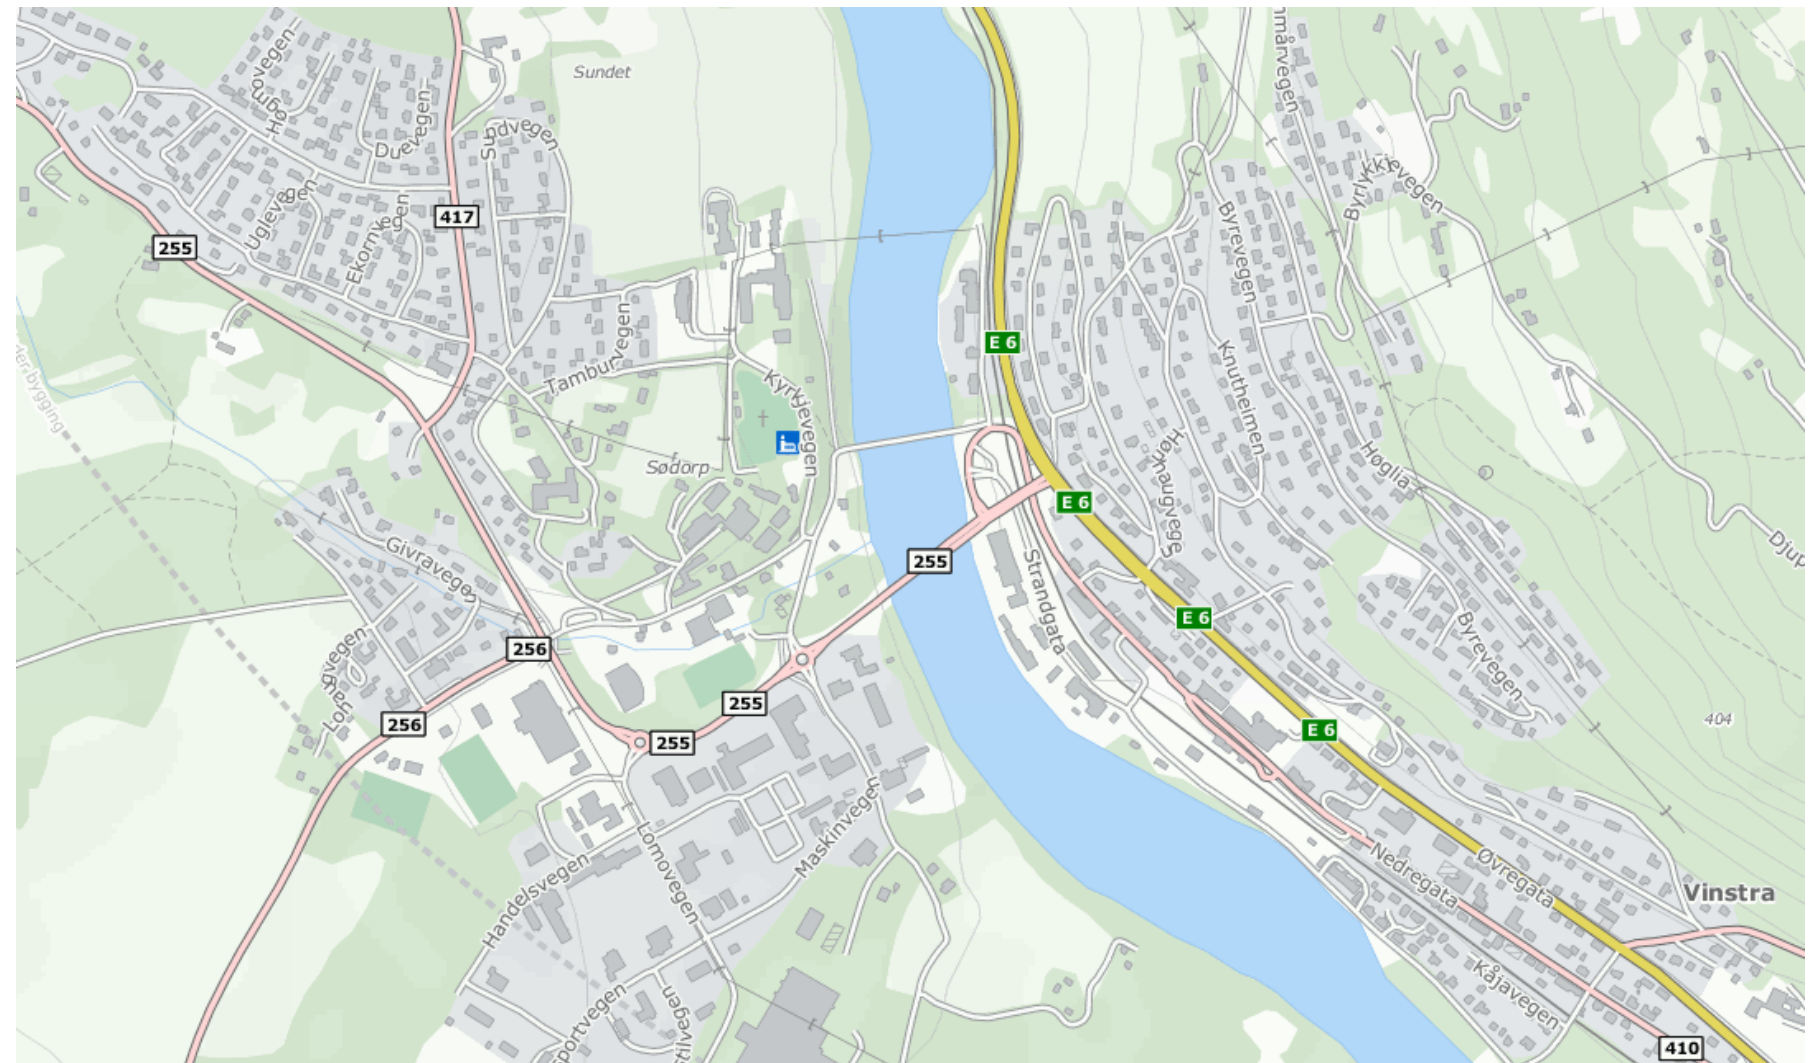 Sundet
Høgmovegen
Duevegen
Sundvegen
Uglevegen
Ekornvegen
417
255
Byrlykkjevegen
Byrevegen
E 6
Tamburvegen
Kyrkjevegen
Knutheimen
Sødorp
Høglia
E 6
Givravegen
255
Strandgata
E 6
256
Byrevegen
256
255
255
E 6
404
Maskinvegen
Lomovegen
Handelsvegen
Nedregata
Øvregata
Vinstra
Kåjavegen
410